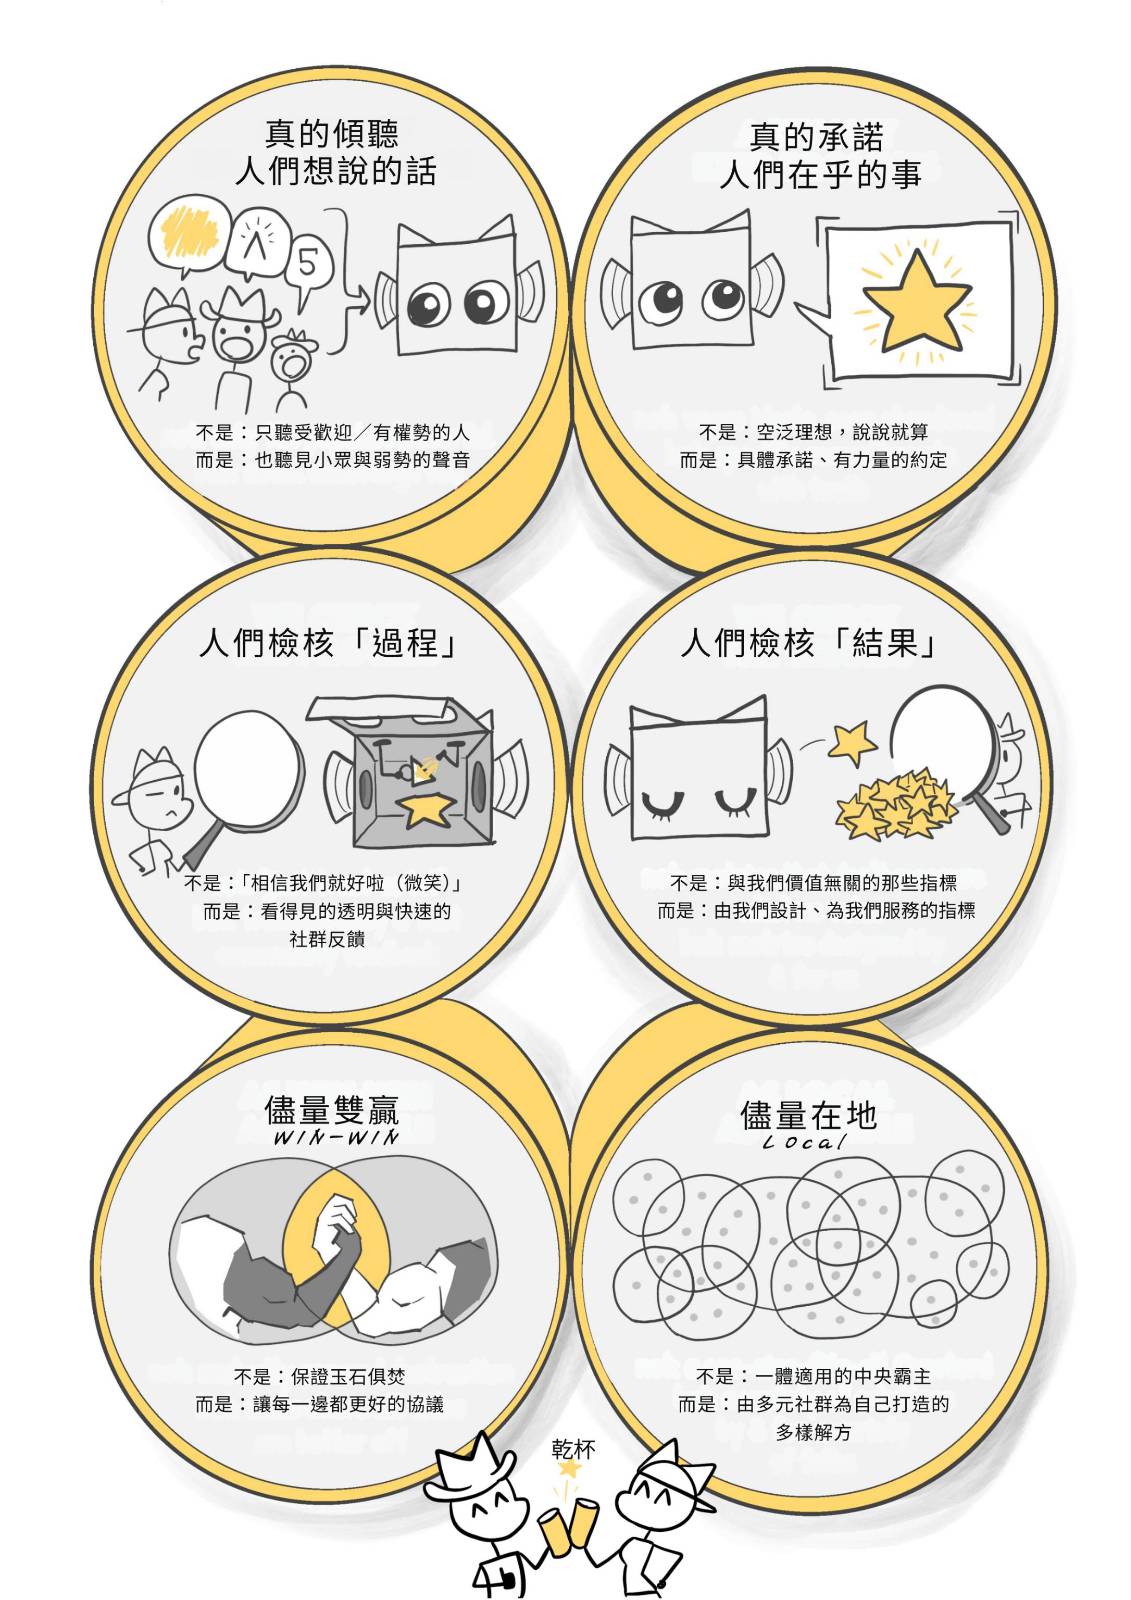 真的傾聽
人們想說的話
5
不是：只聽受歡迎／有權勢的人
而是：也聽見小眾與弱勢的聲音
真的承諾
人們在乎的事
不是：空泛理想，說說就算
而是：具體承諾、有力量的約定
人們檢核「過程」
不是：「相信我們就好啦（微笑）」
而是：看得見的透明與快速的
社群反饋
人們檢核「結果」
不是：與我們價值無關的那些指標
而是：由我們設計、為我們服務的指標
儘量雙贏
WIN-WIN
不是：保證玉石俱焚
而是：讓每一邊都更好的協議
儘量在地
Local
不是：一體適用的中央霸主
而是：由多元社群為自己打造的
多樣解方
乾杯